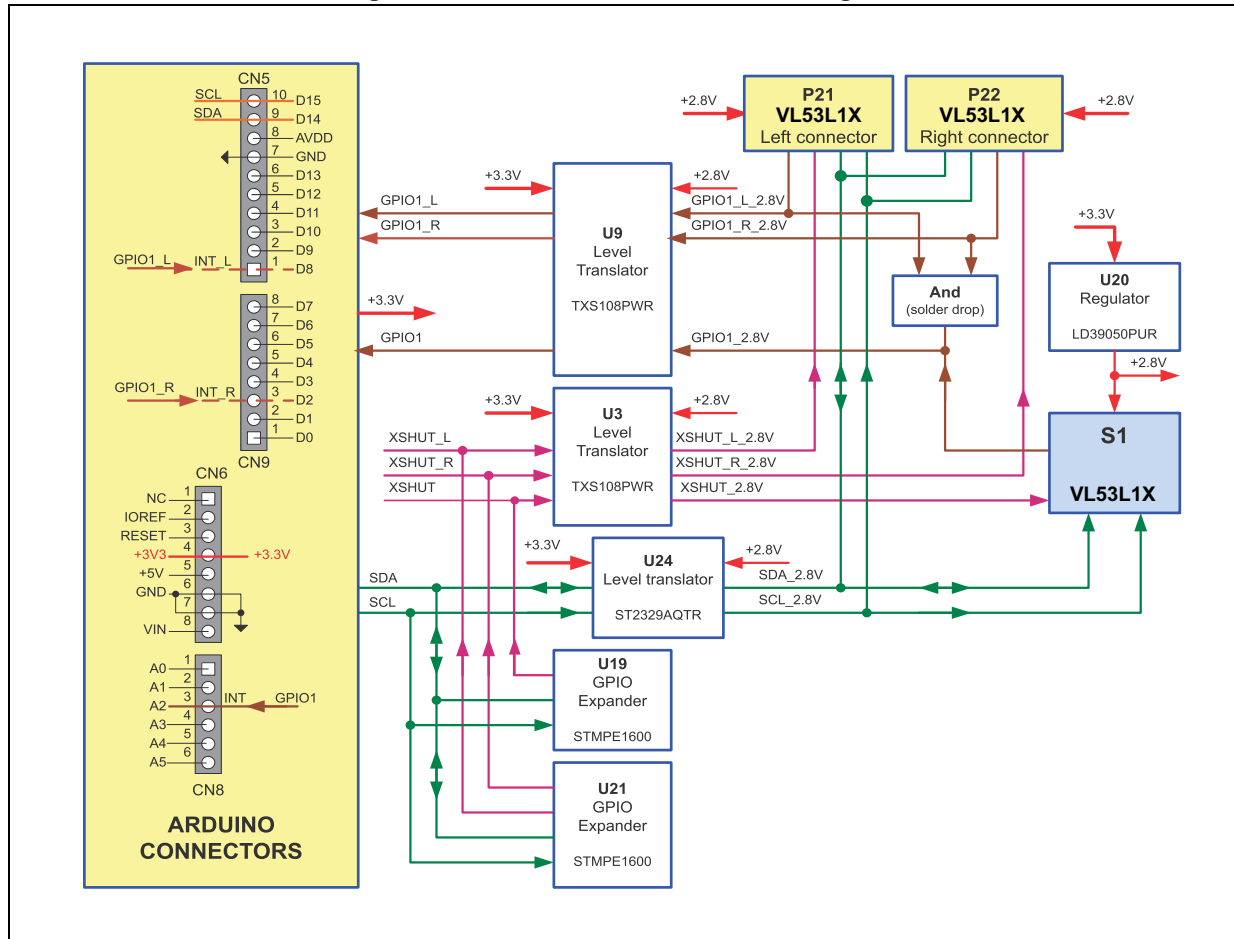 CN5
SCL
10
D15
SDA
9
D14
8
AVDD
7
GND
6
D13
5
D12
4
D11
3
D10
2
D9
GPIO1_L
INT_L
1
D8
8
D7
7
D6
6
D5
5
D4
4
D3
GPIO1_R
INT_R
3
D2
2
D1
1
D0
CN9
CN6
NC
1
IOREF
2
RESET
3
+3V3
4
+3.3V
+5V
5
GND
6
7
VIN
8
A0
1
A1
2
A2
3
INT
GPIO1
A3
4
A4
5
A5
6
CN8
ARDUINO
CONNECTORS
GPIO1_L
GPIO1_R
+3.3V
GPIO1
+3.3V
U9
Level
Translator
TXS108PWR
+2.8V
GPIO1_L_2.8V
GPIO1_R_2.8V
GPIO1_2.8V
+2.8V
P21
VL53L1X
Left connector
P22
VL53L1X
Right connector
+2.8V
And
(solder drop)
+3.3V
U20
Regulator
LD39050PUR
+2.8V
S1
VL53L1X
+3.3V
XSHUT_L
XSHUT_R
XSHUT
U3
Level
Translator
TXS108PWR
+2.8V
XSHUT_L_2.8V
XSHUT_R_2.8V
XSHUT_2.8V
+3.3V
SDA
SCL
U24
Level translator
ST2329AQTR
+2.8V
SDA_2.8V
SCL_2.8V
U19
GPIO
Expander
STMPE1600
U21
GPIO
Expander
STMPE1600